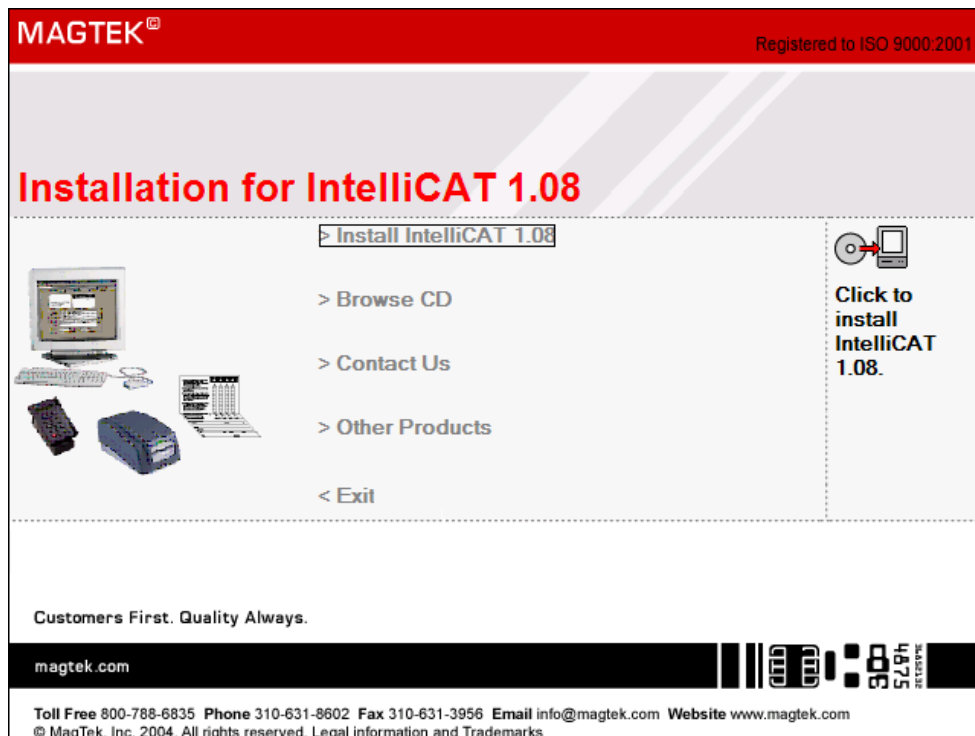 MAGTEK©
Registered to ISO 9000:2001
Installation for IntelliCAT 1.08
> Install IntelliCAT 1.08
> Browse CD
> Contact Us
> Other Products
< Exit
Click to
install
IntelliCAT
1.08.
Customers First. Quality Always.
magtek.com
4875
Toll Free 800-788-6835 Phone 310-631-8602 Fax 310-631-3956 Email info@magtek.com Website www.magtek.com
© MagTek, Inc. 2004. All rights reserved. Legal information and Trademarks